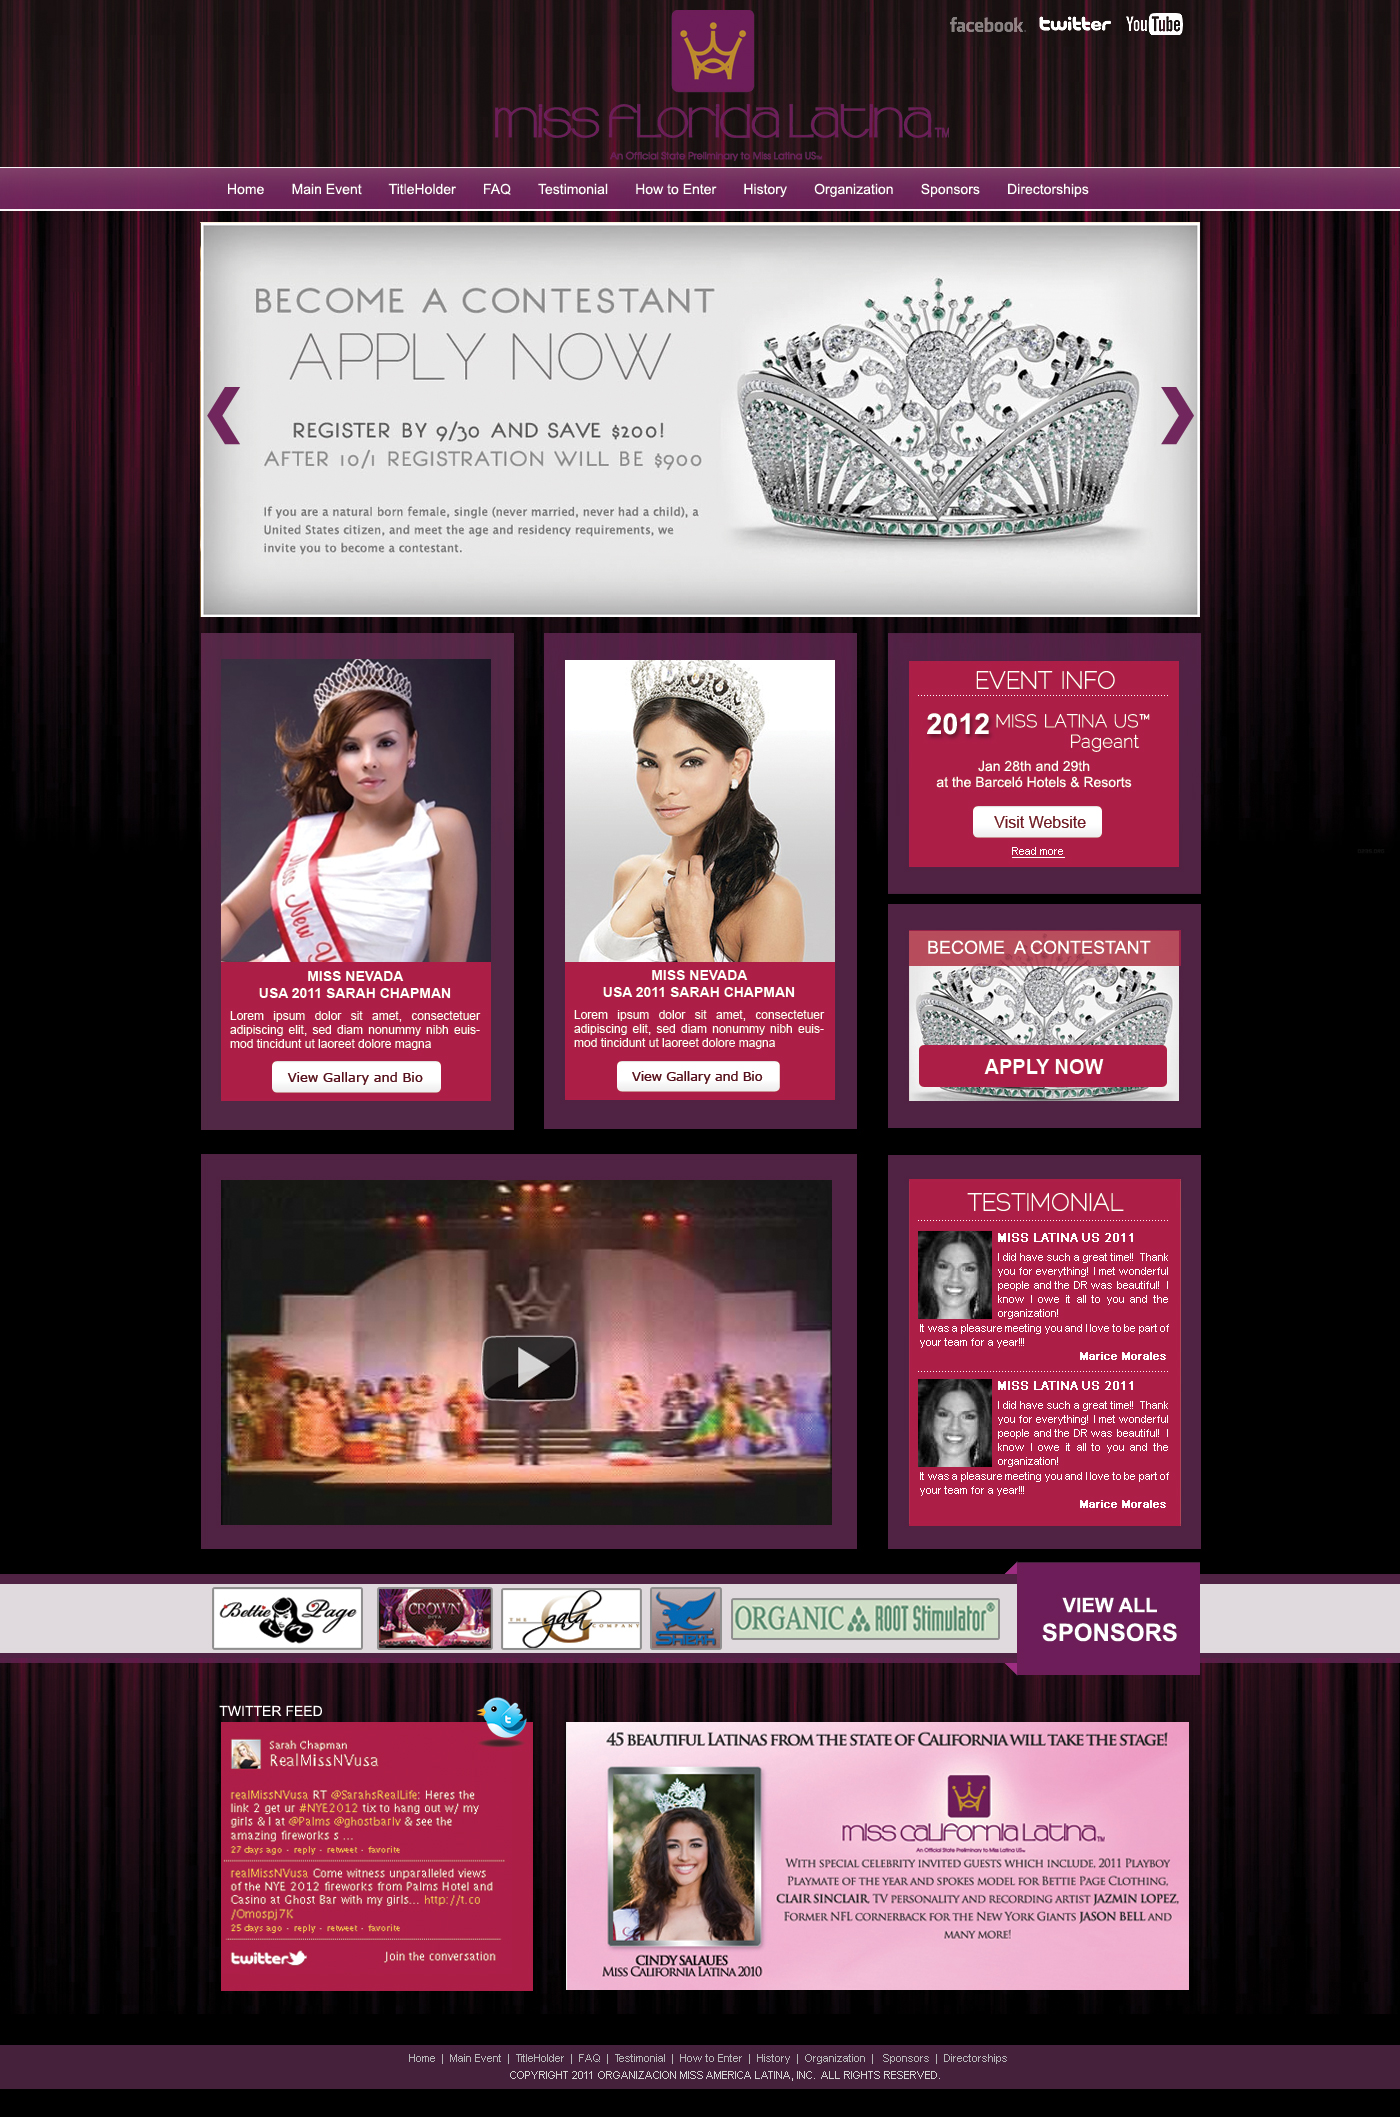 facebook.
twitter
YouTube
miss Florida Latina™
An Official State Preliminary to Miss Latina US™
Home Main Event TitleHolder FAQ Testimonial How to Enter History Organization Sponsors Directorships
BECOME A CONTESTANT
APPLY NOW
REGISTER BY 9/30 AND SAVE $200!
AFTER 10/1 REGISTRATION WILL BE $900
If you are a natural born female, single (never married, never had a child), a
United States citizen, and meet the age and residency requirements, we
invite you to become a contestant.
Miss New Y
MISS NEVADA
USA 2011 SARAH CHAPMAN
Lorem ipsum dolor sit amet, consectetuer
adipiscing elit, sed diam nonummy nibh euis-
mod tincidunt ut laoreet dolore magna
View Gallary and Bio
MISS NEVADA
USA 2011 SARAH CHAPMAN
Lorem ipsum dolor sit amet, consectetuer
adipiscing elit, sed diam nonummy nibh euis-
mod tincidunt ut laoreet dolore magna
View Gallary and Bio
EVENT INFO
2012 MISS LATINA US™
Pageant
Jan 28th and 29th
at the Barceló Hotels & Resorts
Visit Website
Read more
BECOME A CONTESTANT
APPLY NOW
TESTIMONIAL
MISS LATINA US 2011
I did have such a great time!! Thank
you for everything! I met wonderful
people and the DR was beautiful! I
know I owe it all to you and the
organization!
It was a pleasure meeting you and I love to be part of
your team for a year!!!
Marice Morales
MISS LATINA US 2011
I did have such a great time!! Thank
you for everything! I met wonderful
people and the DR was beautiful! I
know I owe it all to you and the
organization!
It was a pleasure meeting you and I love to be part of
your team for a year!!!
Marice Morales
Bettie Page
CROWN
THE gala COMPANY
SHIEKH
ORGANIC ROOT Stimulator®
VIEW ALL
SPONSORS
TWITTER FEED
Sarah Chapman
RealMissNVusa
realMissNVusa RT @SarahsRealLife: Heres the
link 2 get ur #NYE2012 tix to hang out w/ my
girls & I at @Palms @ghostbarlv & see the
amazing fireworks s ...
27 days ago · reply · retweet · favorite
realMissNVusa Come witness unparalleled views
of the NYE 2012 fireworks from Palms Hotel and
Casino at Ghost Bar with my girls... http://t.co
/Omospj7K
25 days ago · reply · retweet · favorite
twitter
Join the conversation
45 BEAUTIFUL LATINAS FROM THE STATE OF CALIFORNIA WILL TAKE THE STAGE!
miss California Latina™
An Official State Preliminary to Miss Latina US™
WITH SPECIAL CELEBRITY INVITED GUESTS WHICH INCLUDE, 2011 PLAYBOY
PLAYMATE OF THE YEAR AND SPOKES MODEL FOR BETTIE PAGE CLOTHING,
CLAIR SINCLAIR, TV PERSONALITY AND RECORDING ARTIST JAZMIN LOPEZ,
FORMER NFL CORNERBACK FOR THE NEW YORK GIANTS JASON BELL AND
MANY MORE!
CINDY SALAUES
MISS CALIFORNIA LATINA 2010
Home | Main Event | TitleHolder | FAQ | Testimonial | How to Enter | History | Organization | Sponsors | Directorships
COPYRIGHT 2011 ORGANIZACION MISS AMERICA LATINA, INC. ALL RIGHTS RESERVED.